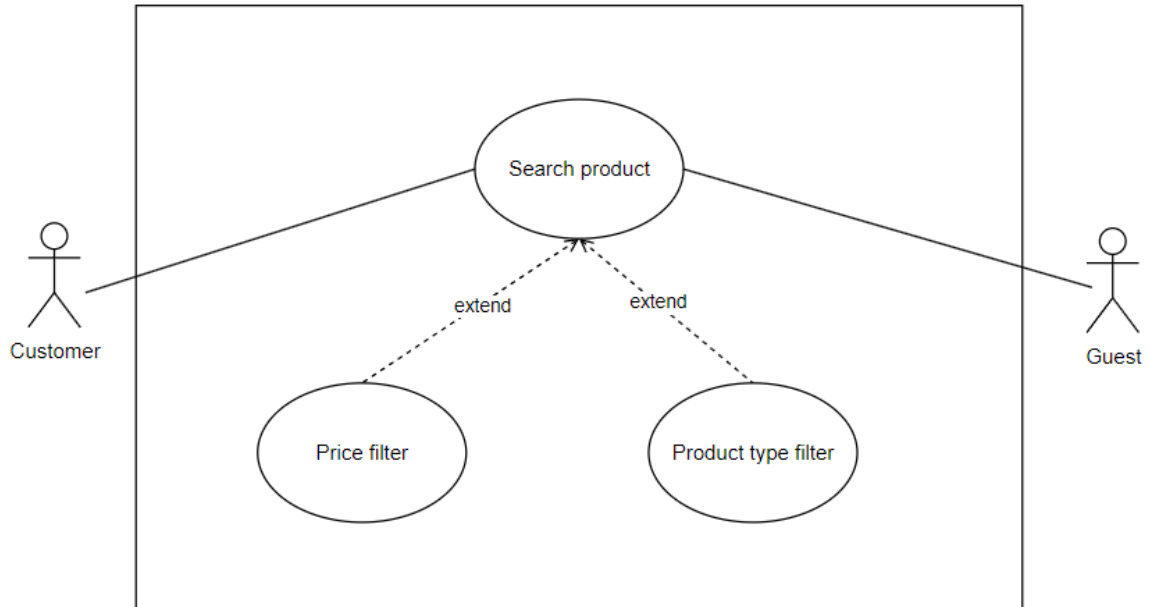 Search product
extend
extend
Customer
Guest
Price filter
Product type filter